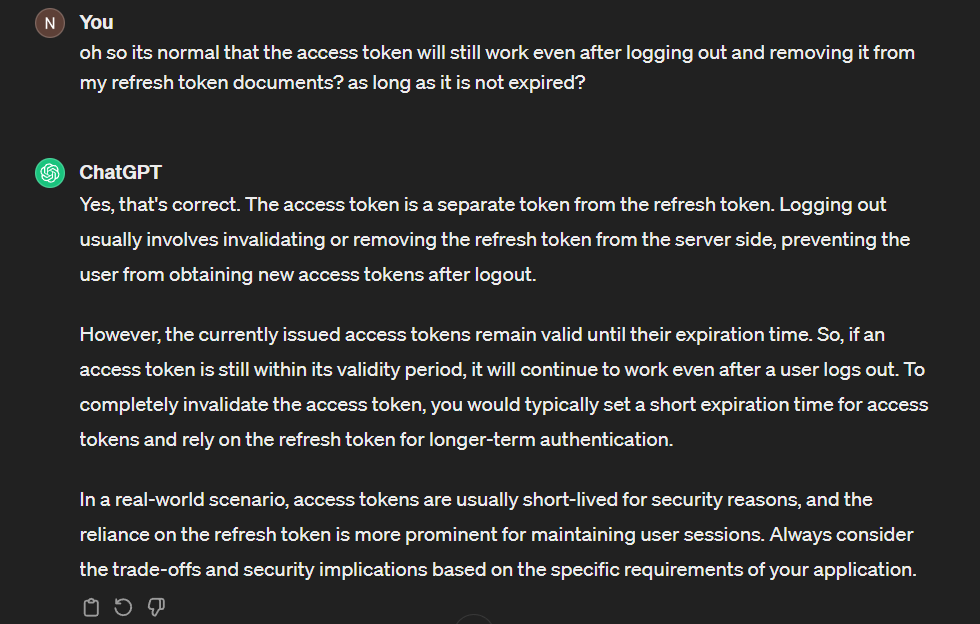 N
You
oh so its normal that the access token will still work even after logging out and removing it from
my refresh token documents? as long as it is not expired?
ChatGPT
Yes, that's correct. The access token is a separate token from the refresh token. Logging out
usually involves invalidating or removing the refresh token from the server side, preventing the
user from obtaining new access tokens after logout.
However, the currently issued access tokens remain valid until their expiration time. So, if an
access token is still within its validity period, it will continue to work even after a user logs out. To
completely invalidate the access token, you would typically set a short expiration time for access
tokens and rely on the refresh token for longer-term authentication.
In a real-world scenario, access tokens are usually short-lived for security reasons, and the
reliance on the refresh token is more prominent for maintaining user sessions. Always consider
the trade-offs and security implications based on the specific requirements of your application.